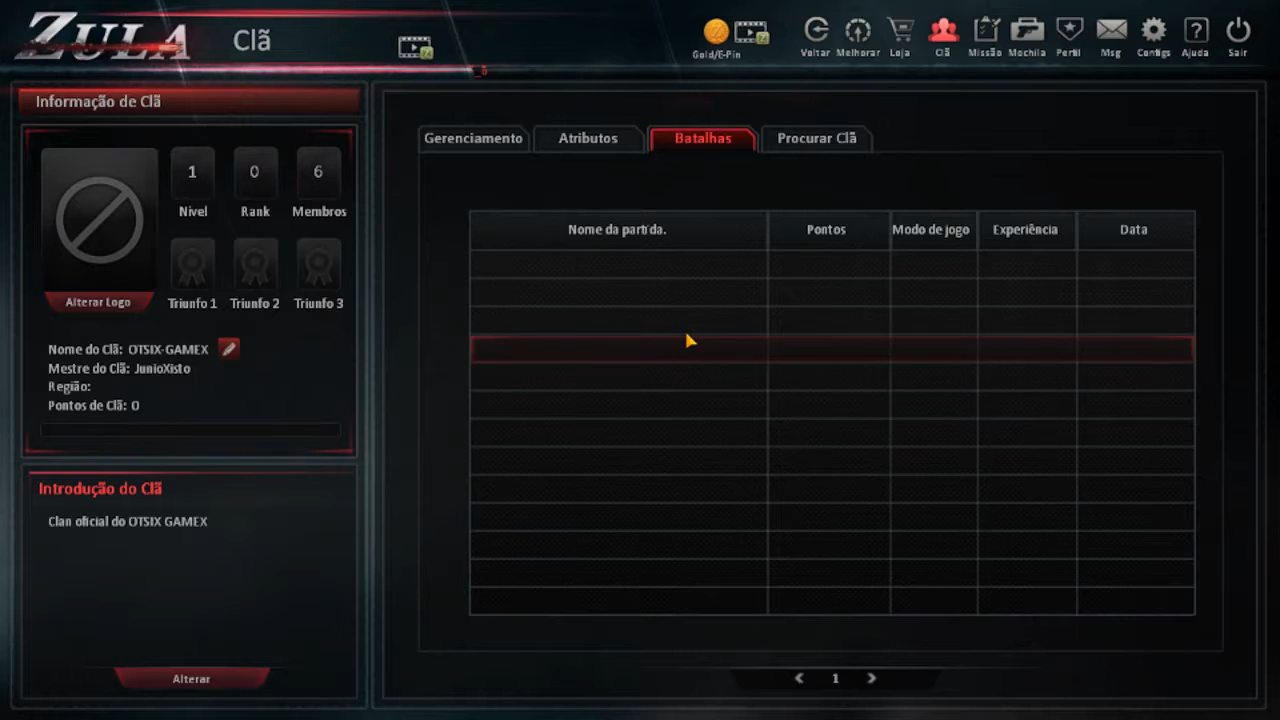 ZULA
Clã
Gold/E-Pin
Voltar
Melhorar
Loja
Clã
Missão
Mochila
Perfil
Msg
Configs
Ajuda
Sair
Informação de Clã
1
0
6
Nivel
Rank
Membros
Alterar Logo
Triunfo 1
Triunfo 2
Triunfo 3
Nome do Clã: OTSIX-GAMEX
Mestre do Clã: JunioXisto
Região:
Pontos de Clã: 0
Introdução do Clã
Clan oficial do OTSIX GAMEX
Alterar
Gerenciamento
Atributos
Batalhas
Procurar Clã
Nome da partida.
Pontos
Modo de jogo
Experiência
Data
1